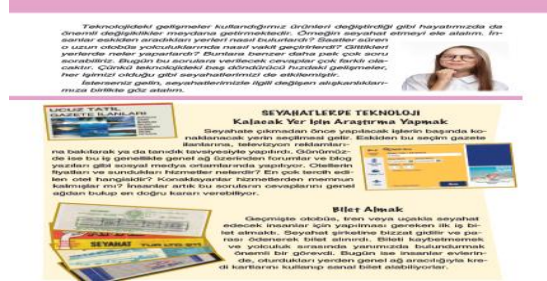 Teknolojideki gelişmeler kullandığımız ürünleri değiştirdiği gibi hayatımızda da
önemli değişiklikler meydana getirmektedir. Örneğin seyahat etmeyi ele alalım. İn-
sanlar eskiden aradıkları yerleri nasıl bulurlardı? Saatler süren
o uzun otobüs yolculuklarında nasıl vakit geçirirlerdi? Gittikleri
yerlerde neler yaparlardı? Bunlara benzer daha pek çok soru
sorabiliriz. Bugün bu sorulara verilecek cevaplar çok farklı ola-
caktır. Çünkü teknolojideki baş döndürücü hızdaki gelişmeler,
her işimizi olduğu gibi seyahatlerimizi de etkilemiştir.
İsterseniz gelin, seyahatlerimizle ilgili değişen alışkanlıkları-
mıza birlikte göz atalım.
UCUZ TATİL
GAZETE İLANLARI
SEYAHATLERDE TEKNOLOJI
Kalacak Yer İçin Araştırma Yapmak
Seyahate çıkmadan önce yapılacak işlerin başında ko-
naklanacak yerin seçilmesi gelir. Eskiden bu seçim gazete
ilanlarına, televizyon reklamları-
na bakılarak ya da tanıdık tavsiyesiyle yapılırdı. Günümüz-
de ise bu iş genellikle genel ağ üzerinden forumlar ve blog
yazıları gibi sosyal medya ortamlarında yapılıyor. Otellerin
fiyatları ve sundukları hizmetler nelerdir? En çok tercih edi-
len otel hangisidir? Konaklayanlar hizmetlerden memnun
kalmışlar mı? İnsanlar artık bu soruların cevaplarını genel
ağdan bulup en doğru kararı verebiliyor.
Bilet Almak
Geçmişte otobüs, tren veya uçakla seyahat
edecek insanlar için yapılması gereken ilk iş bi-
let almaktı. Seyahat şirketine bizzat gidilir ve pa-
rası ödenerek bilet alınırdı. Bileti kaybetmemek
ve yolculuk sırasında yanımızda bulundurmak
önemli bir görevdi. Bugün ise insanlar evlerin-
de, oturdukları yerden genel ağ aracılığıyla kre-
di kartlarını kullanıp sanal bilet alabiliyorlar.
SEYAHAT